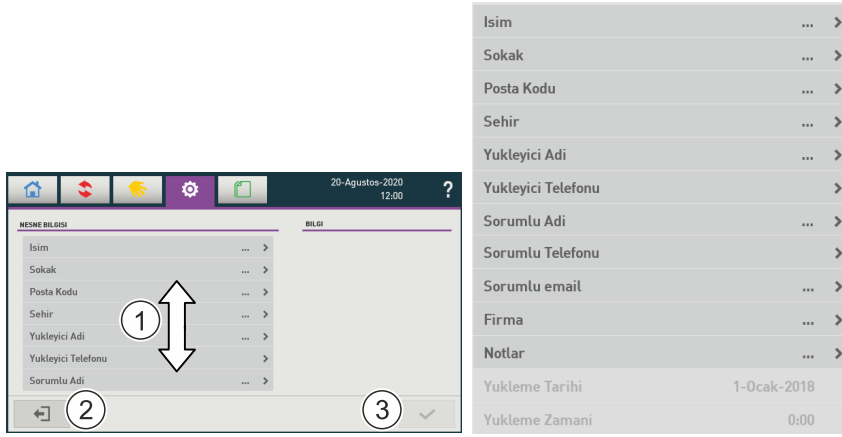 20-Agustos-2020
12:00
?
NESNE BILGISI
BILGI
Isim ... >
Sokak ... >
Posta Kodu ... >
Sehir ... >
Yukleyici Adi ... >
Yukleyici Telefonu >
Sorumlu Adi ... >
1
2
3
Isim ... >
Sokak ... >
Posta Kodu ... >
Sehir ... >
Yukleyici Adi ... >
Yukleyici Telefonu >
Sorumlu Adi ... >
Sorumlu Telefonu >
Sorumlu email ... >
Firma ... >
Notlar ... >
Yukleme Tarihi 1-Ocak-2018
Yukleme Zamani 0:00